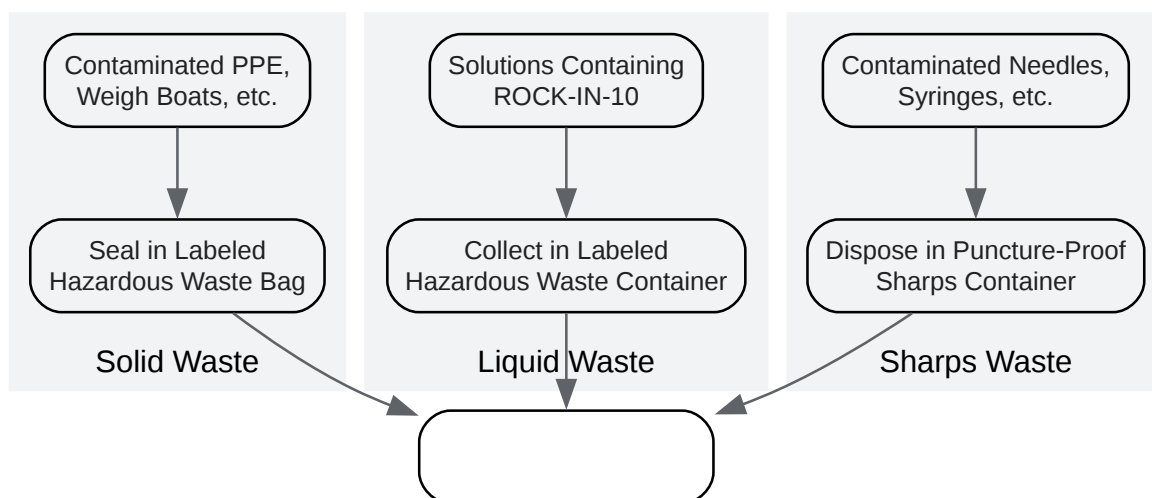 Contaminated PPE,
Weigh Boats, etc.
Seal in Labeled
Hazardous Waste Bag
Solid Waste
Solutions Containing
ROCK-IN-10
Collect in Labeled
Hazardous Waste Container
Liquid Waste
Contaminated Needles,
Syringes, etc.
Dispose in Puncture-Proof
Sharps Container
Sharps Waste